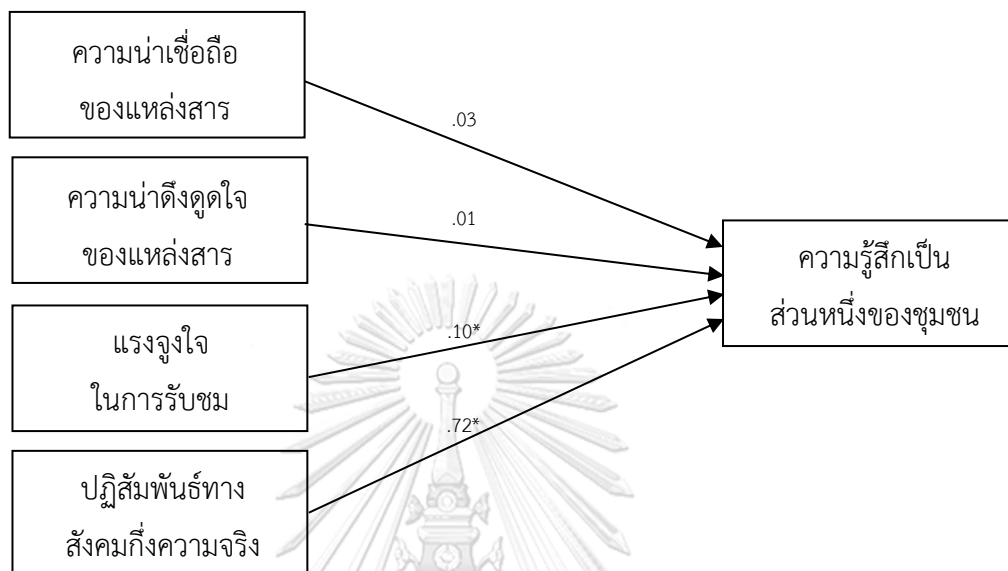 ความน่าเชื่อถือ
ของแหล่งสาร
.03
ความน่าดึงดูดใจ
ของแหล่งสาร
.01
ความรู้สึกเป็น
ส่วนหนึ่งของชุมชน
แรงจูงใจ
ในการรับชม
.10*
.72*
ปฏิสัมพันธ์ทาง
สังคมกึ่งความจริง